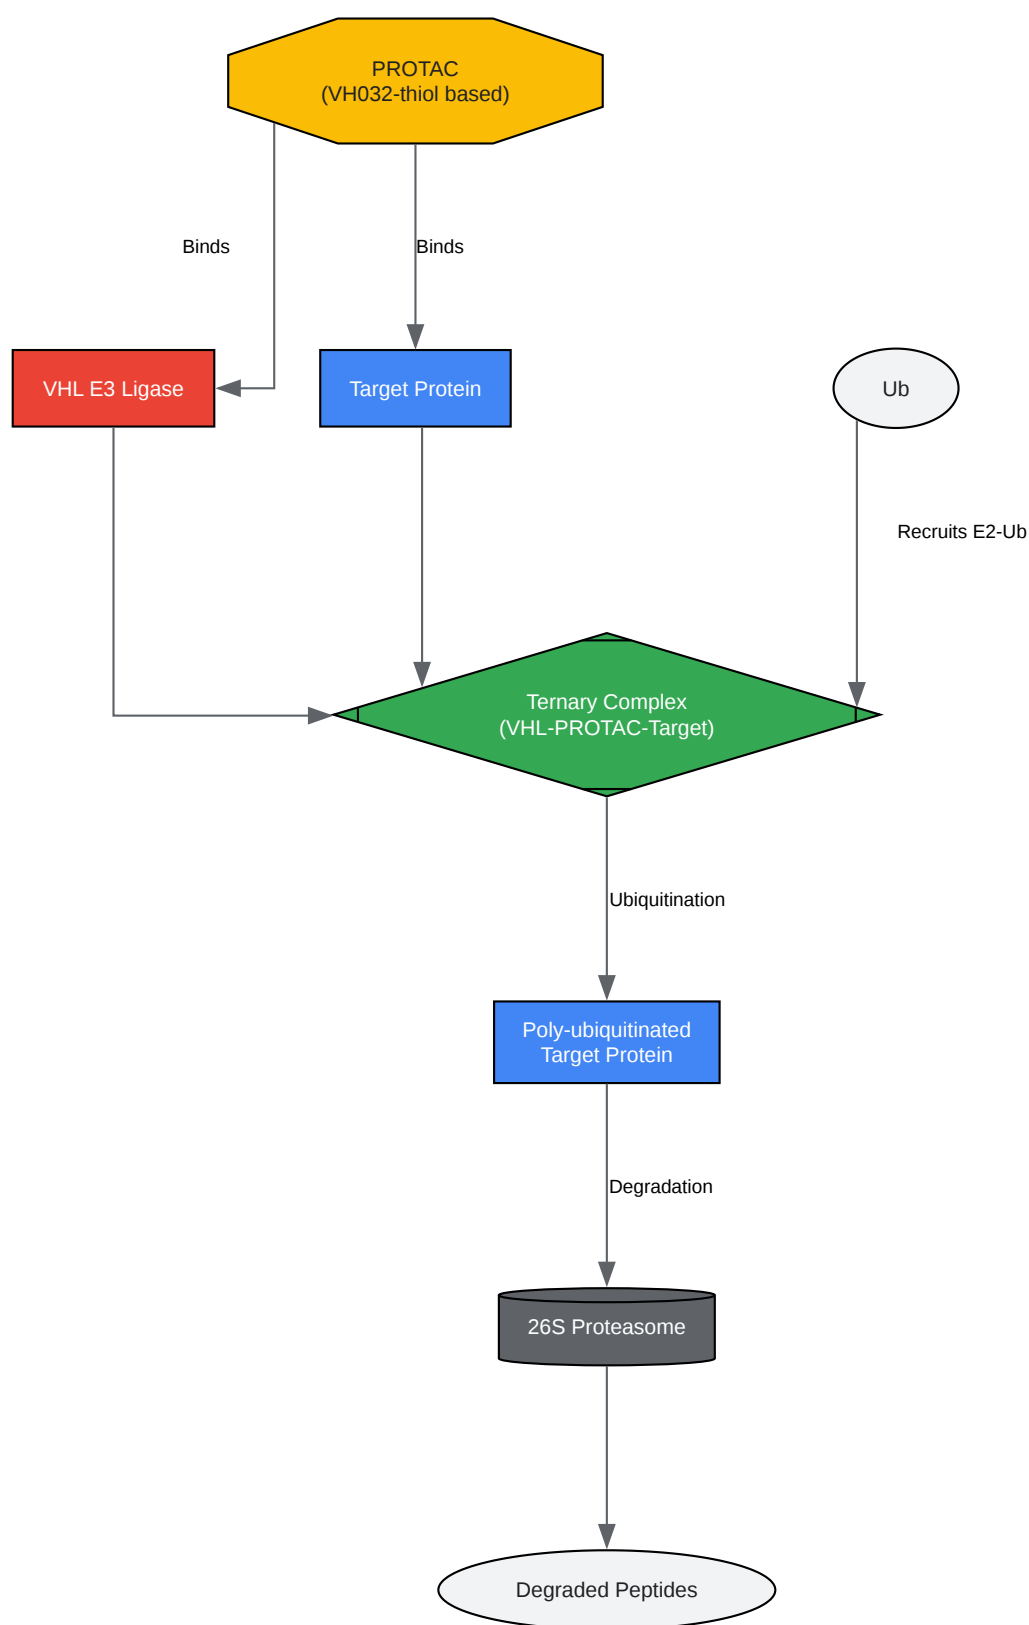 PROTAC
(VH032-thiol based)
Binds
Binds
VHL E3 Ligase
Target Protein
Ub
Recruits E2-Ub
Ternary Complex
(VHL-PROTAC-Target)
Ubiquitination
Poly-ubiquitinated
Target Protein
Degradation
26S Proteasome
Degraded Peptides